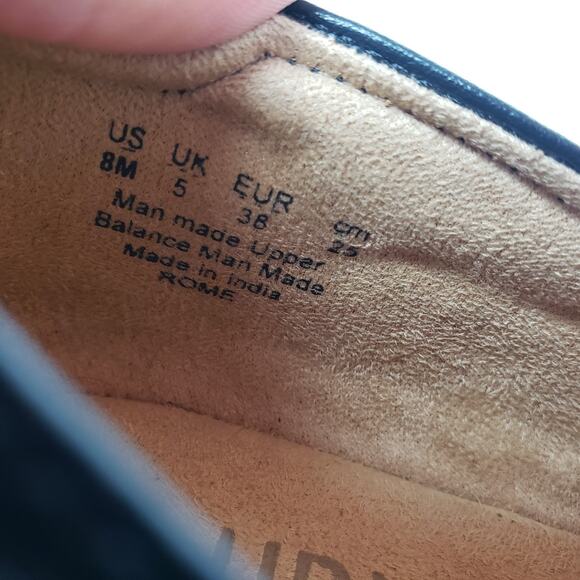 US UK EUR cm
8M 5 38 25
Man made Upper
Balance Man Made
Made in India
ROME